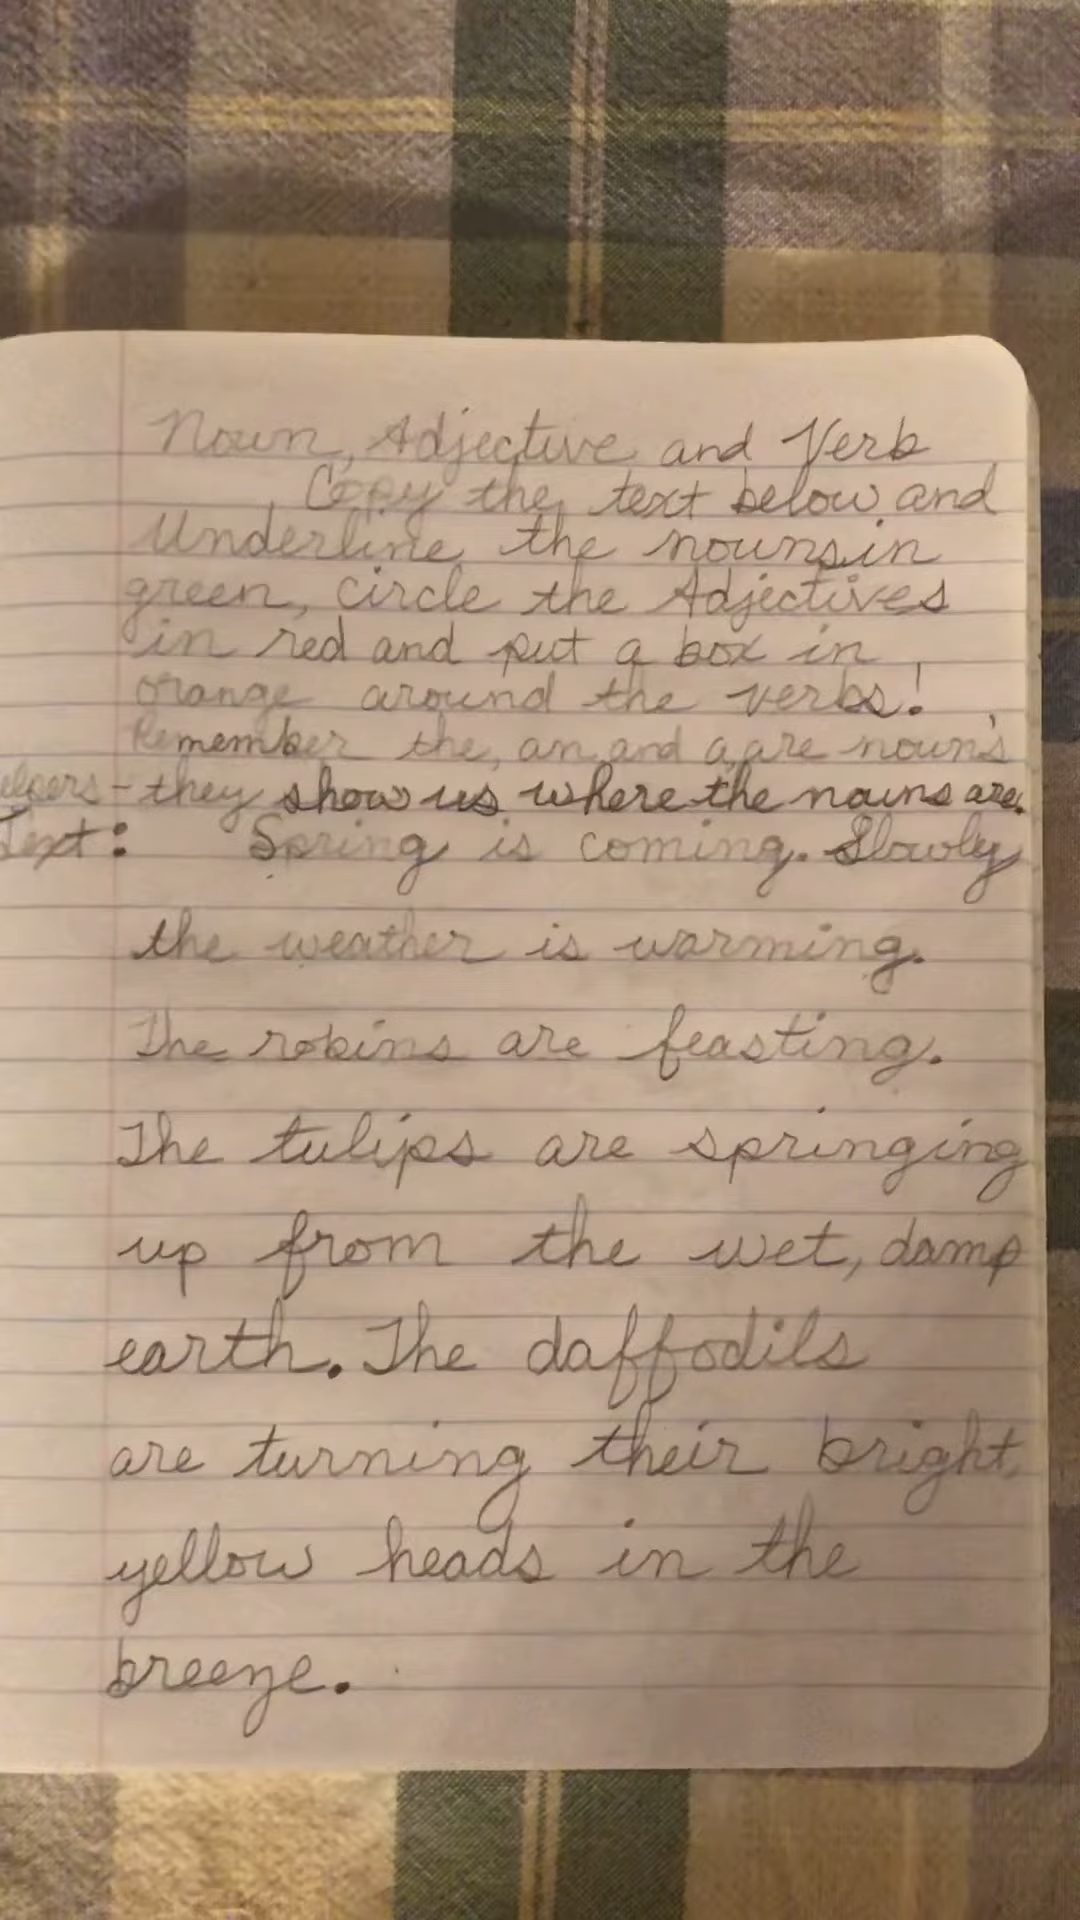 Noun, Adjective and Verb
Copy the text below and
Underline the nouns in
green, circle the Adjectives
in red and put a box in
orange around the verbs!
Remember the, an, and a, are noun's
elpers - they show us where the nouns are.
Text: Spring is coming. Slowly
the weather is warming.
The robins are feasting.
The tulips are springing
up from the wet, damp
earth. The daffodils
are turning their bright,
yellow heads in the
breeze.